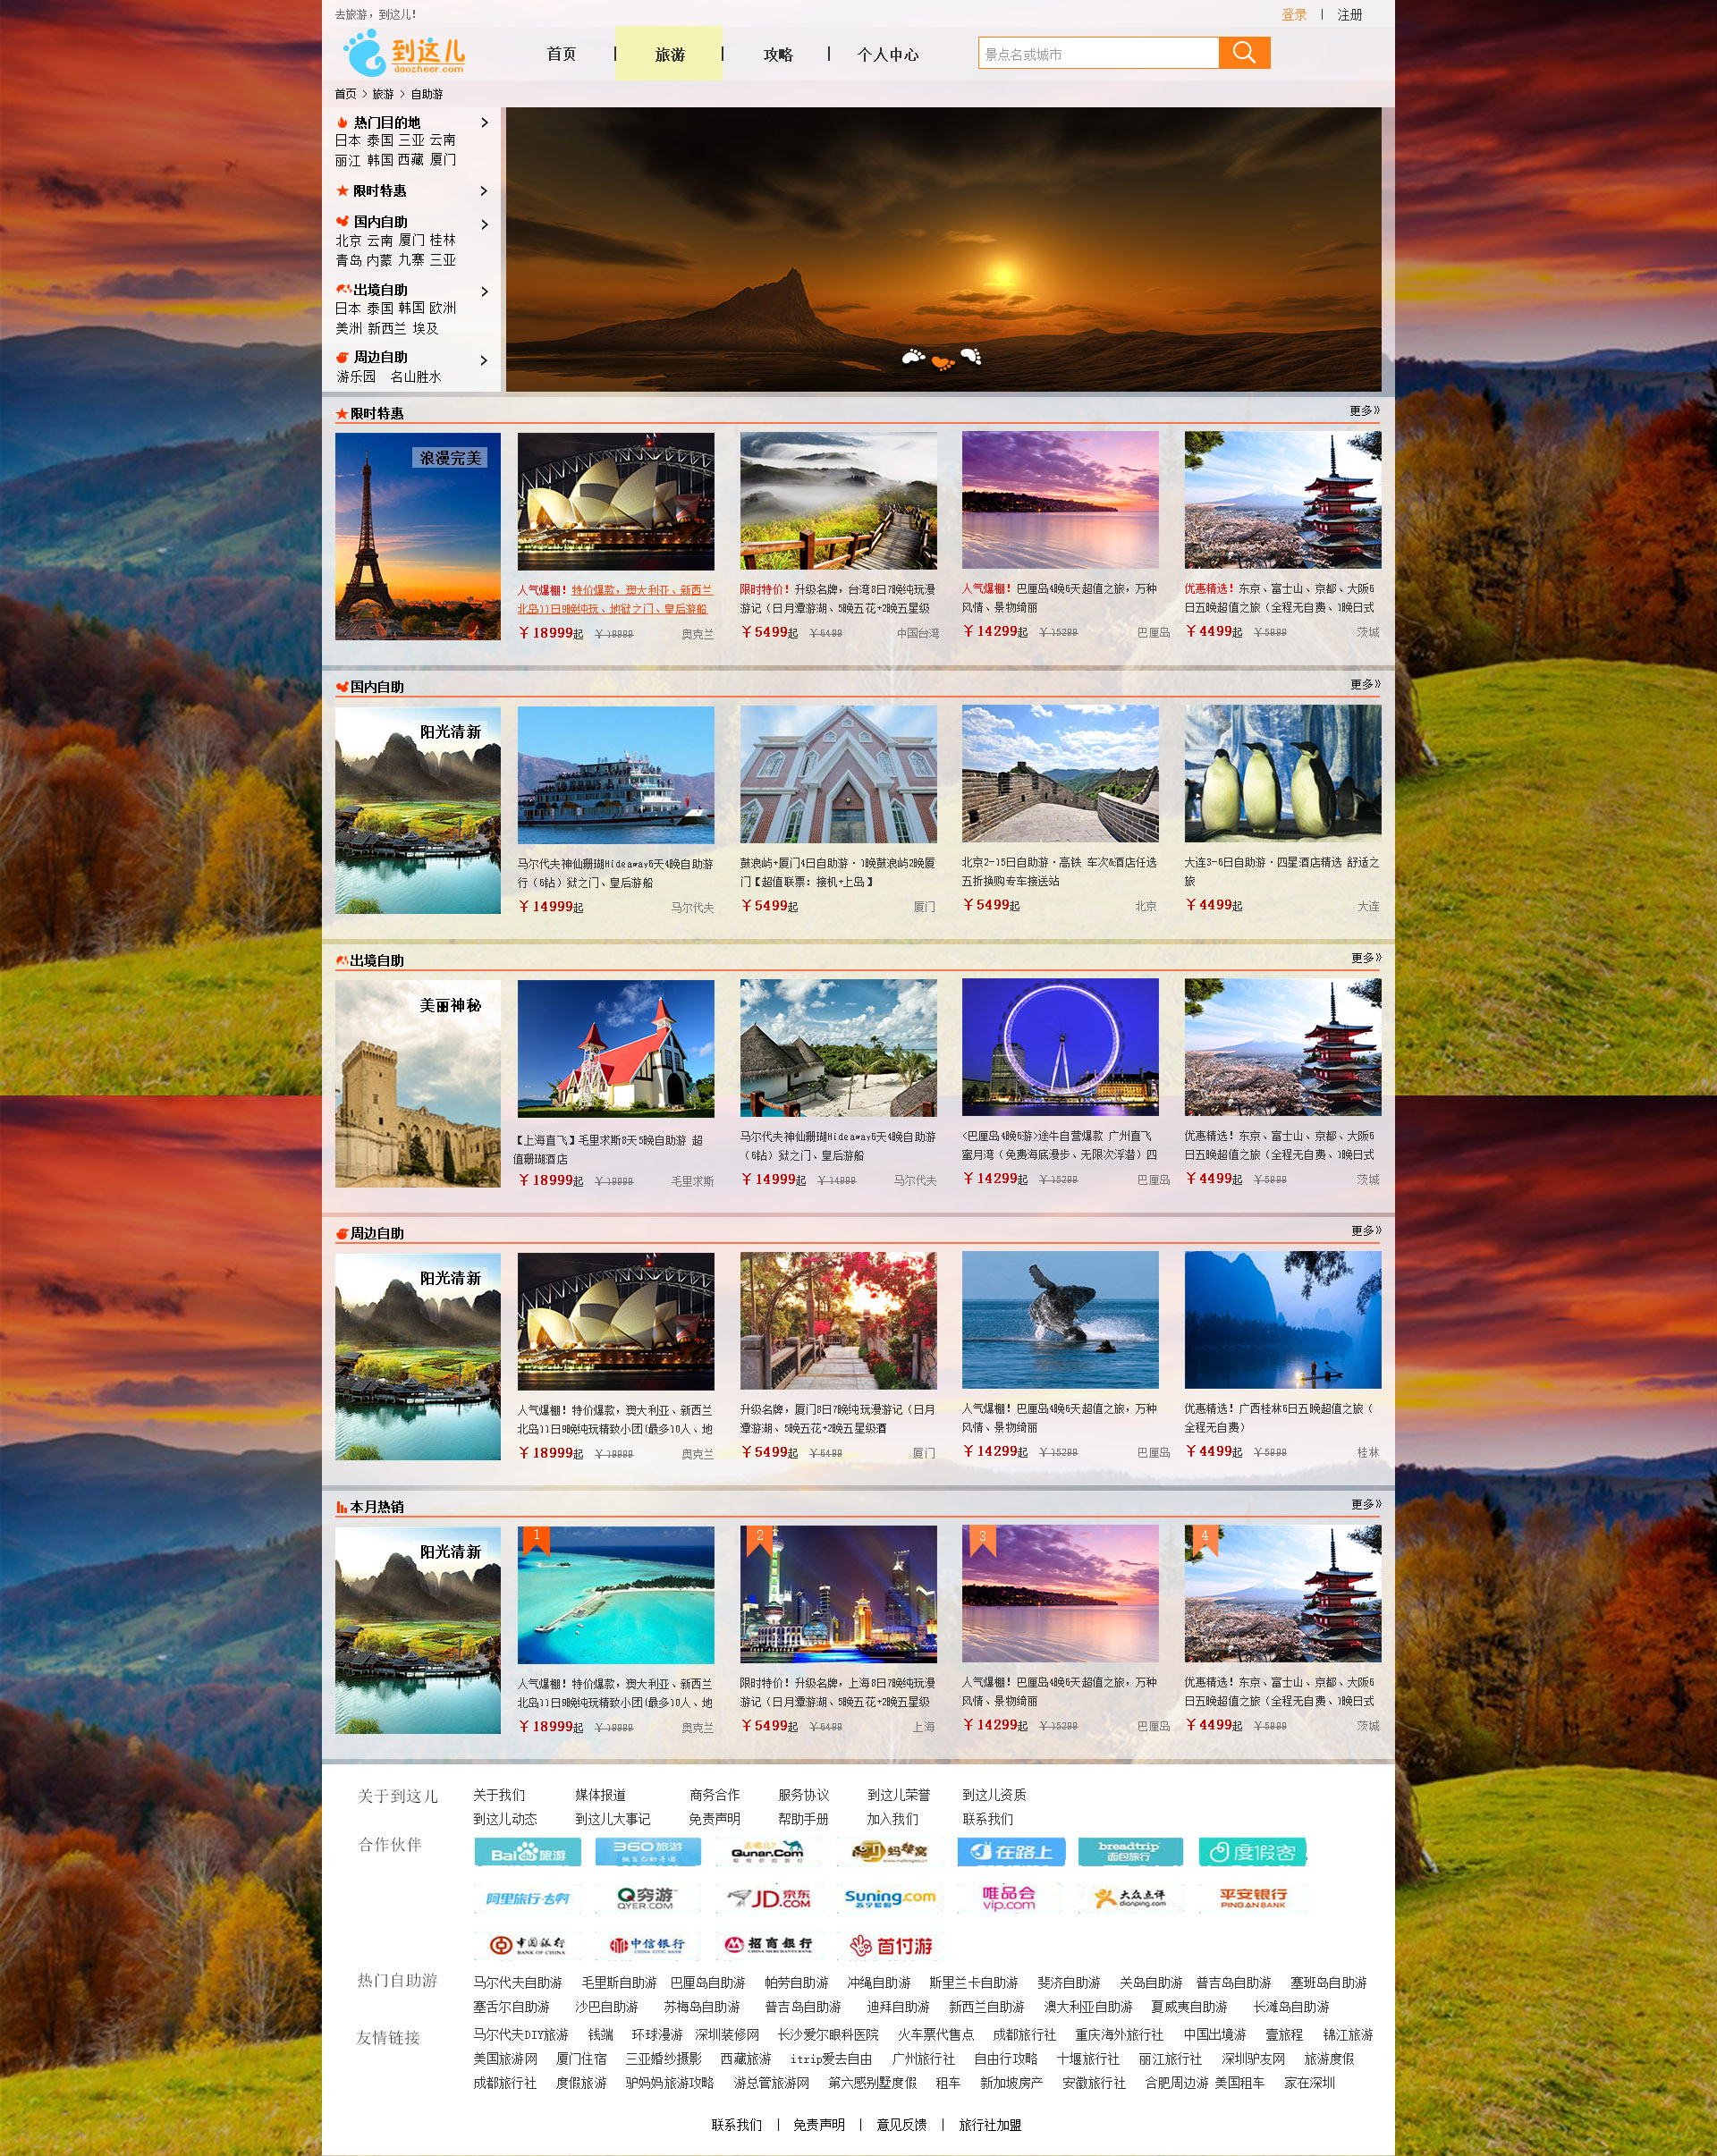 去旅游，到这儿！
登录 | 注册
到这儿
daozheer.com
首页 | 旅游 | 攻略 | 个人中心
景点名或城市
首页 > 旅游 > 自助游
热门目的地 >
日本 泰国 三亚 云南
丽江 韩国 西藏 厦门
限时特惠 >
国内自助 >
北京 云南 厦门 桂林
青岛 内蒙 九寨 三亚
出境自助 >
日本 泰国 韩国 欧洲
美洲 新西兰 埃及
周边自助 >
游乐园 名山胜水
限时特惠 更多》
浪漫完美
人气爆棚！特价爆款，澳大利亚、新西兰
北岛11日9晚纯玩、地狱之门、皇后游船
￥18999起 ￥19999 奥克兰
限时特价！升级名牌，台湾8日7晚纯玩漫
游记（日月潭游湖、5晚五花+2晚五星级
￥5499起 ￥6499 中国台湾
人气爆棚！巴厘岛4晚6天超值之旅，万种
风情、景物绮丽
￥14299起 ￥15299 巴厘岛
优惠精选！东京、富士山、京都、大阪6
日五晚超值之旅（全程无自费、1晚日式
￥4499起 ￥5999 茨城
国内自助 更多》
阳光清新
马尔代夫神仙珊瑚Hideaway6天4晚自助游
行（6钻）狱之门、皇后游船
￥14999起 马尔代夫
鼓浪屿+厦门4日自助游·1晚鼓浪屿2晚厦
门【超值联票：接机+上岛】
￥5499起 厦门
北京2-15日自助游·高铁 车次&酒店任选
五折换购专车接送站
￥5499起 北京
大连3-6日自助游·四星酒店精选 舒适之
旅
￥4499起 大连
出境自助 更多》
美丽神秘
【上海直飞】毛里求斯8天5晚自助游 超
值珊瑚酒店
￥18999起 ￥19999 毛里求斯
马尔代夫神仙珊瑚Hideaway6天4晚自助游
（6钻）狱之门、皇后游船
￥14999起 ￥14999 马尔代夫
<巴厘岛4晚6游>途牛自营爆款 广州直飞
蜜月湾（免费海底漫步、无限次浮潜）四
￥14299起 ￥15299 巴厘岛
优惠精选！东京、富士山、京都、大阪6
日五晚超值之旅（全程无自费、1晚日式
￥4499起 ￥5999 茨城
周边自助 更多》
阳光清新
人气爆棚！特价爆款，澳大利亚、新西兰
北岛11日9晚纯玩精致小团(最多10人、地
￥18999起 ￥19999 奥克兰
升级名牌，厦门8日7晚纯玩漫游记（日月
潭游湖、5晚五花+2晚五星级酒
￥5499起 ￥6499 厦门
人气爆棚！巴厘岛4晚6天超值之旅，万种
风情、景物绮丽
￥14299起 ￥15299 巴厘岛
优惠精选！广西桂林6日五晚超值之旅（
全程无自费）
￥4499起 ￥5999 桂林
本月热销 更多》
阳光清新
1
2
3
4
人气爆棚！特价爆款，澳大利亚、新西兰
北岛11日9晚纯玩精致小团(最多10人、地
￥18999起 ￥19999 奥克兰
限时特价！升级名牌，上海8日7晚纯玩漫
游记（日月潭游湖、5晚五花+2晚五星级
￥5499起 ￥6499 上海
人气爆棚！巴厘岛4晚6天超值之旅，万种
风情、景物绮丽
￥14299起 ￥15299 巴厘岛
优惠精选！东京、富士山、京都、大阪6
日五晚超值之旅（全程无自费、1晚日式
￥4499起 ￥5999 茨城
关于到这儿
关于我们 媒体报道 商务合作 服务协议 到这儿荣誉 到这儿资质
到这儿动态 到这儿大事记 免责声明 帮助手册 加入我们 联系我们
合作伙伴
Bai旅游 360旅游 去哪儿? Qunar.Com 蚂蜂窝 在路上 breadtrip 面包旅行 度假客
阿里旅行·去啊 穷游 QYER.COM JD.COM 京东 Suning.com 唯品会 vip.com 大众点评 dianping.com 平安银行 PING AN BANK
中国银行 BANK OF CHINA 中信银行 CHINA CITIC BANK 招商银行 CHINA MERCHANTS BANK 首付游
热门自助游
马尔代夫自助游 毛里斯自助游 巴厘岛自助游 帕劳自助游 冲绳自助游 斯里兰卡自助游 斐济自助游 关岛自助游 普吉岛自助游 塞班岛自助游
塞舌尔自助游 沙巴自助游 苏梅岛自助游 普吉岛自助游 迪拜自助游 新西兰自助游 澳大利亚自助游 夏威夷自助游 长滩岛自助游
友情链接
马尔代夫DIY旅游 钱端 环球漫游 深圳装修网 长沙爱尔眼科医院 火车票代售点 成都旅行社 重庆海外旅行社 中国出境游 壹旅程 锦江旅游
美国旅游网 厦门住宿 三亚婚纱摄影 西藏旅游 itrip爱去自由 广州旅行社 自由行攻略 十堰旅行社 丽江旅行社 深圳驴友网 旅游度假
成都旅行社 度假旅游 驴妈妈旅游攻略 游总管旅游网 第六感别墅度假 租车 新加坡房产 安徽旅行社 合肥周边游 美国租车 家在深圳
联系我们 | 免责声明 | 意见反馈 | 旅行社加盟